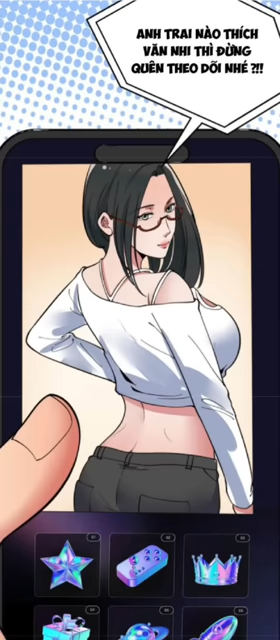 ANH TRAI NÀO THÍCH
VĂN NHI THÌ ĐỪNG
QUÊN THEO DÕI NHÉ ?!!